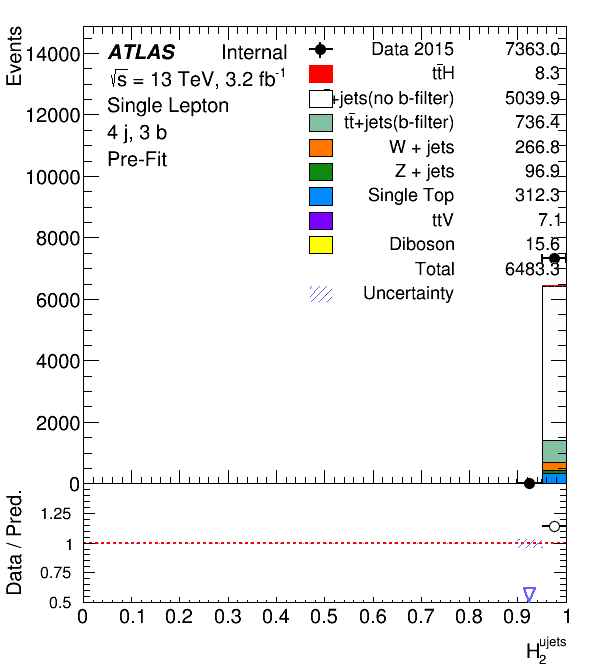 Events
14000
12000
10000
8000
6000
4000
2000
0
ATLAS Internal
√s = 13 TeV, 3.2 fb⁻¹
Single Lepton
4 j, 3 b
Pre-Fit
Data 2015 7363.0
tt̄H 8.3
+jets(no b-filter) 5039.9
tt̄+jets(b-filter) 736.4
W + jets 266.8
Z + jets 96.9
Single Top 312.3
ttV 7.1
Diboson 15.6
Total 6483.3
Uncertainty
Data / Pred.
1.25
1
0.75
0.5
0 0.1 0.2 0.3 0.4 0.5 0.6 0.7 0.8 0.9 1
H₂^ujets